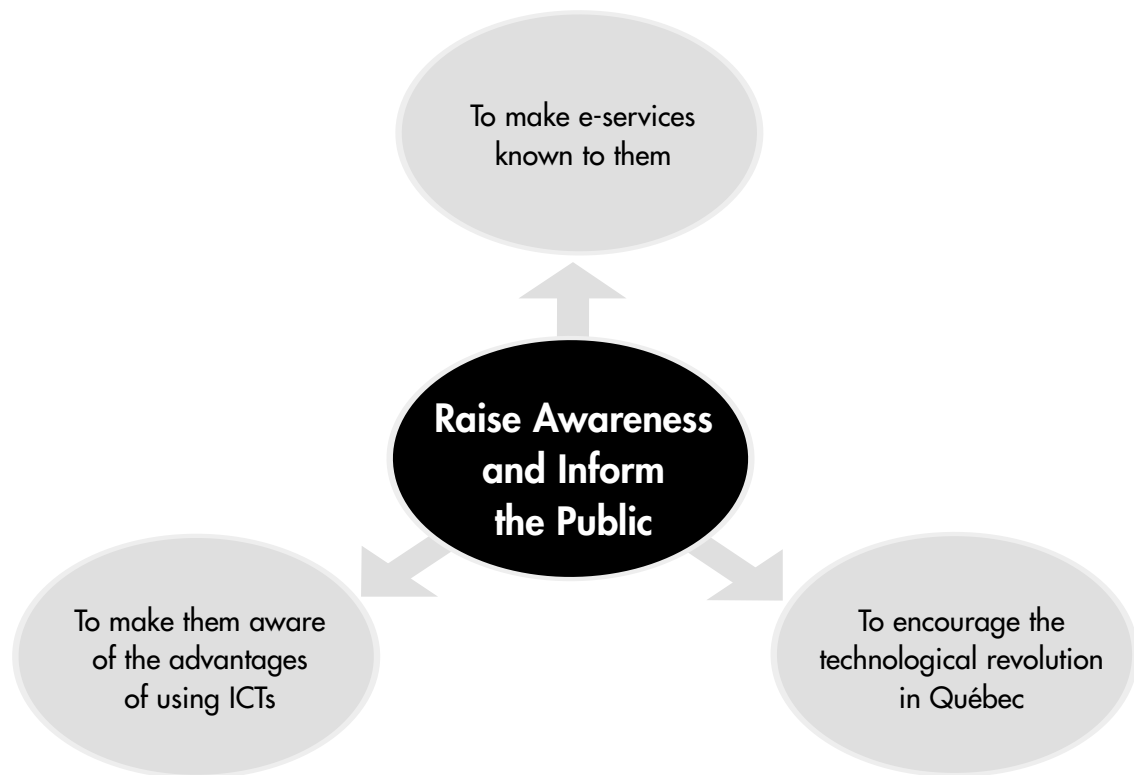 To make e-services
known to them
Raise Awareness
and Inform
the Public
To make them aware
of the advantages
of using ICTs
To encourage the
technological revolution
in Québec